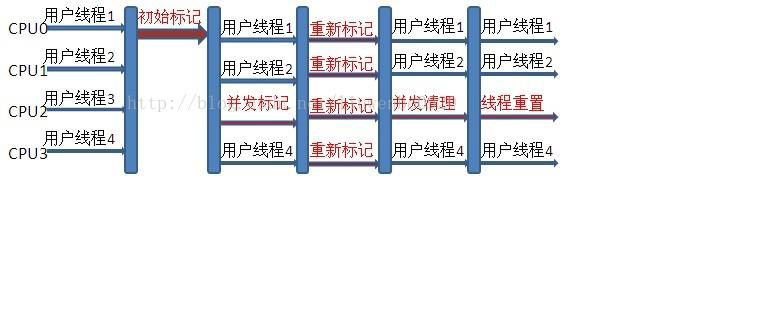 CPU0 用户线程1 初始标记 用户线程1 重新标记 用户线程1 用户线程1
CPU1 用户线程2 用户线程2 重新标记 用户线程2 用户线程2
CPU2 用户线程3 并发标记 重新标记 并发清理 线程重置
CPU3 用户线程4 用户线程4 重新标记 用户线程4 用户线程4